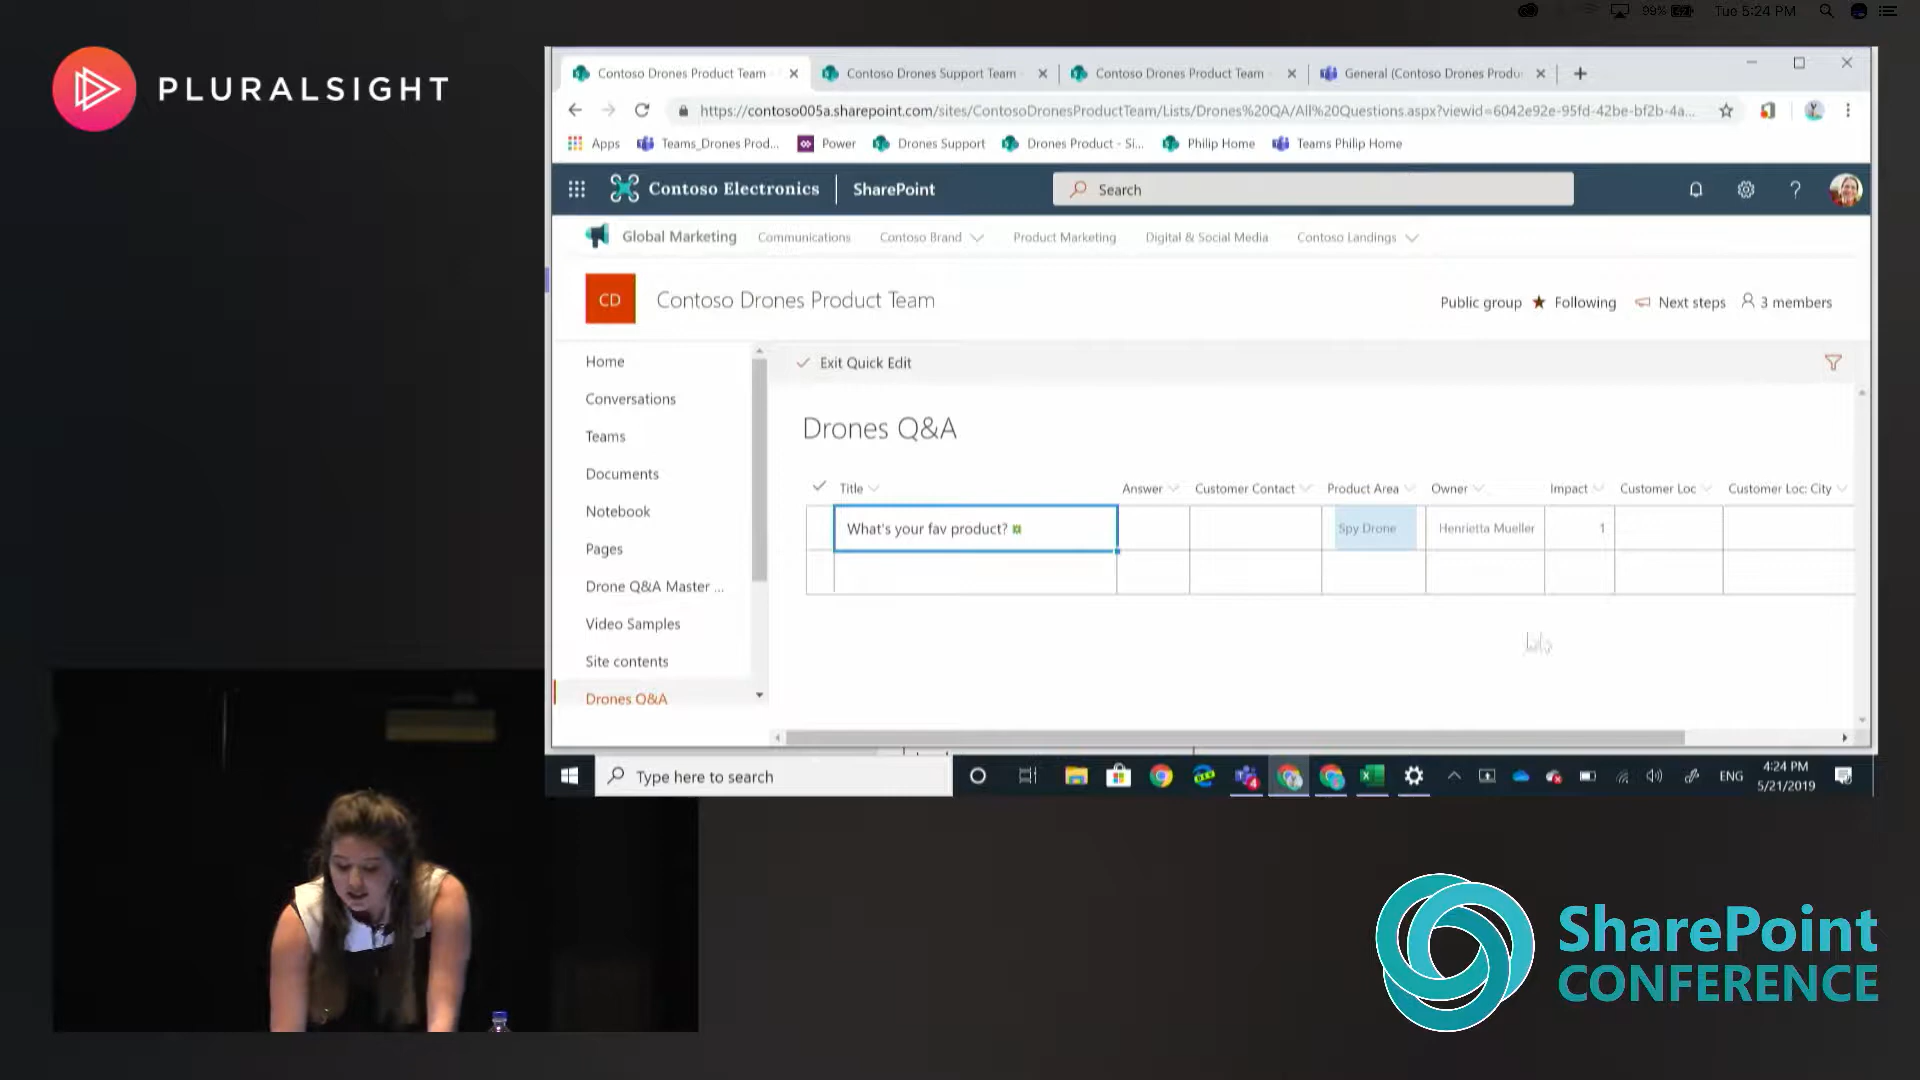 99%
Tue 5:24 PM
PLURALSIGHT
Contoso Drones Product Team
Contoso Drones Support Team
Contoso Drones Product Team
General (Contoso Drones Produ
https://contoso005a.sharepoint.com/sites/ContosoDronesProductTeam/Lists/Drones%20QA/All%20Questions.aspx?viewid=6042e92e-95fd-42be-bf2b-4a...
Apps
Teams_Drones Prod...
Power
Drones Support
Drones Product - Si...
Philip Home
Teams Philip Home
Contoso Electronics
SharePoint
Search
Global Marketing
Communications
Contoso Brand
Product Marketing
Digital & Social Media
Contoso Landings
CD
Contoso Drones Product Team
Public group
Following
Next steps
3 members
Home
Conversations
Teams
Documents
Notebook
Pages
Drone Q&A Master ...
Video Samples
Site contents
Drones Q&A
Exit Quick Edit
Drones Q&A
Title
Answer
Customer Contact
Product Area
Owner
Impact
Customer Loc
Customer Loc: City
What's your fav product?
Spy Drone
Henrietta Mueller
1
Type here to search
4
ENG
4:24 PM
5/21/2019
SharePoint
CONFERENCE